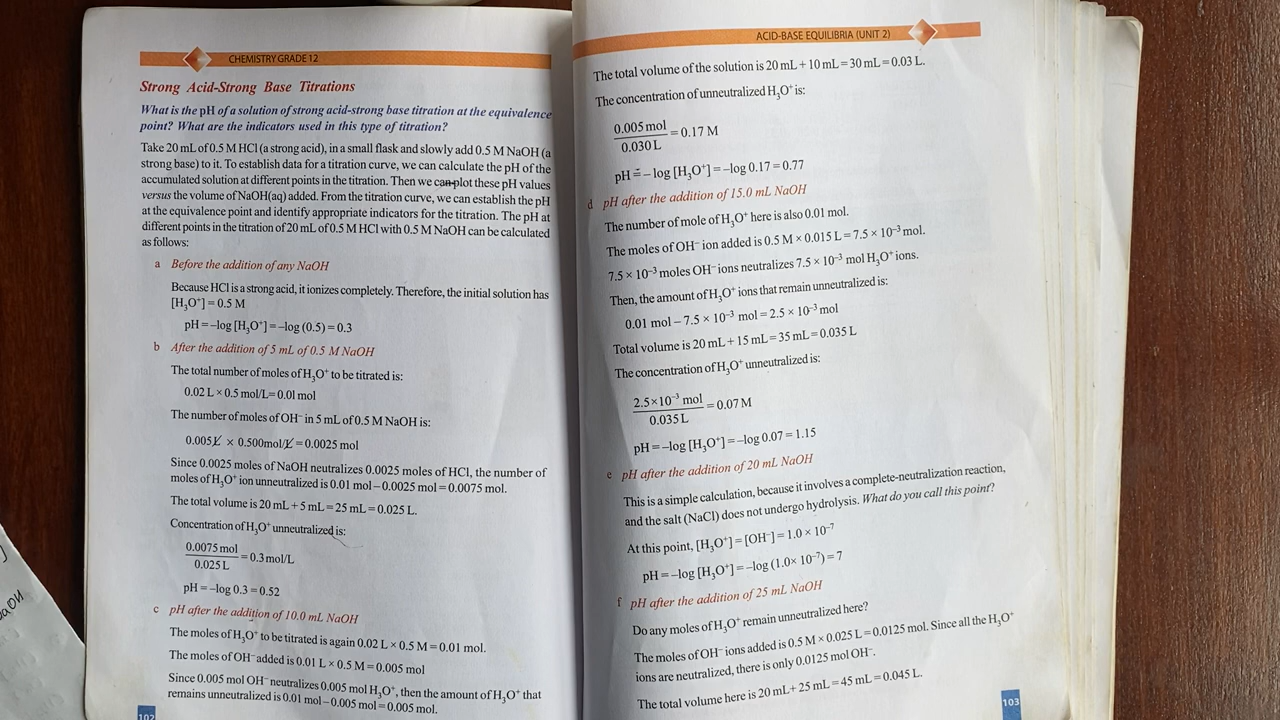 CHEMISTRY GRADE 12
Strong Acid-Strong Base Titrations
What is the pH of a solution of strong acid-strong base titration at the equivalence
point? What are the indicators used in this type of titration?
Take 20 mL of 0.5 M HCl (a strong acid), in a small flask and slowly add 0.5 M NaOH (a
strong base) to it. To establish data for a titration curve, we can calculate the pH of the
accumulated solution at different points in the titration. Then we can plot these pH values
versus the volume of NaOH(aq) added. From the titration curve, we can establish the pH
at the equivalence point and identify appropriate indicators for the titration. The pH at
different points in the titration of 20 mL of 0.5 M HCl with 0.5 M NaOH can be calculated
as follows:
a Before the addition of any NaOH
Because HCl is a strong acid, it ionizes completely. Therefore, the initial solution has
[H₃O⁺] = 0.5 M
pH = –log [H₃O⁺] = –log (0.5) = 0.3
b After the addition of 5 mL of 0.5 M NaOH
The total number of moles of H₃O⁺ to be titrated is:
0.02 L × 0.5 mol/L= 0.01 mol
The number of moles of OH⁻ in 5 mL of 0.5 M NaOH is:
0.005L × 0.500mol/L = 0.0025 mol
Since 0.0025 moles of NaOH neutralizes 0.0025 moles of HCl, the number of
moles of H₃O⁺ ion unneutralized is 0.01 mol – 0.0025 mol = 0.0075 mol.
The total volume is 20 mL + 5 mL = 25 mL = 0.025 L.
Concentration of H₃O⁺ unneutralized is:
0.0075 mol
0.025 L
= 0.3 mol/L
pH = –log 0.3 = 0.52
c pH after the addition of 10.0 mL NaOH
The moles of H₃O⁺ to be titrated is again 0.02 L × 0.5 M = 0.01 mol.
The moles of OH⁻ added is 0.01 L × 0.5 M = 0.005 mol
Since 0.005 mol OH⁻ neutralizes 0.005 mol H₃O⁺, then the amount of H₃O⁺ that
remains unneutralized is 0.01 mol – 0.005 mol = 0.005 mol.
102
ACID-BASE EQUILIBRIA (UNIT 2)
The total volume of the solution is 20 mL + 10 mL = 30 mL = 0.03 L.
The concentration of unneutralized H₃O⁺ is:
0.005 mol
0.030 L
= 0.17 M
pH = – log [H₃O⁺] = –log 0.17 = 0.77
d pH after the addition of 15.0 mL NaOH
The number of mole of H₃O⁺ here is also 0.01 mol.
The moles of OH⁻ ion added is 0.5 M × 0.015 L = 7.5 × 10⁻³ mol.
7.5 × 10⁻³ moles OH⁻ ions neutralizes 7.5 × 10⁻³ mol H₃O⁺ ions.
Then, the amount of H₃O⁺ ions that remain unneutralized is:
0.01 mol – 7.5 × 10⁻³ mol = 2.5 × 10⁻³ mol
Total volume is 20 mL + 15 mL = 35 mL = 0.035 L
The concentration of H₃O⁺ unneutralized is:
2.5×10⁻³ mol
0.035 L
= 0.07 M
pH = –log [H₃O⁺] = –log 0.07 = 1.15
e pH after the addition of 20 mL NaOH
This is a simple calculation, because it involves a complete-neutralization reaction,
and the salt (NaCl) does not undergo hydrolysis. What do you call this point?
At this point, [H₃O⁺] = [OH⁻] = 1.0 × 10⁻⁷
pH = –log [H₃O⁺] = –log (1.0× 10⁻⁷) = 7
f pH after the addition of 25 mL NaOH
Do any moles of H₃O⁺ remain unneutralized here?
The moles of OH⁻ ions added is 0.5 M × 0.025 L = 0.0125 mol. Since all the H₃O⁺
ions are neutralized, there is only 0.0125 mol OH⁻.
The total volume here is 20 mL + 25 mL = 45 mL = 0.045 L.
103